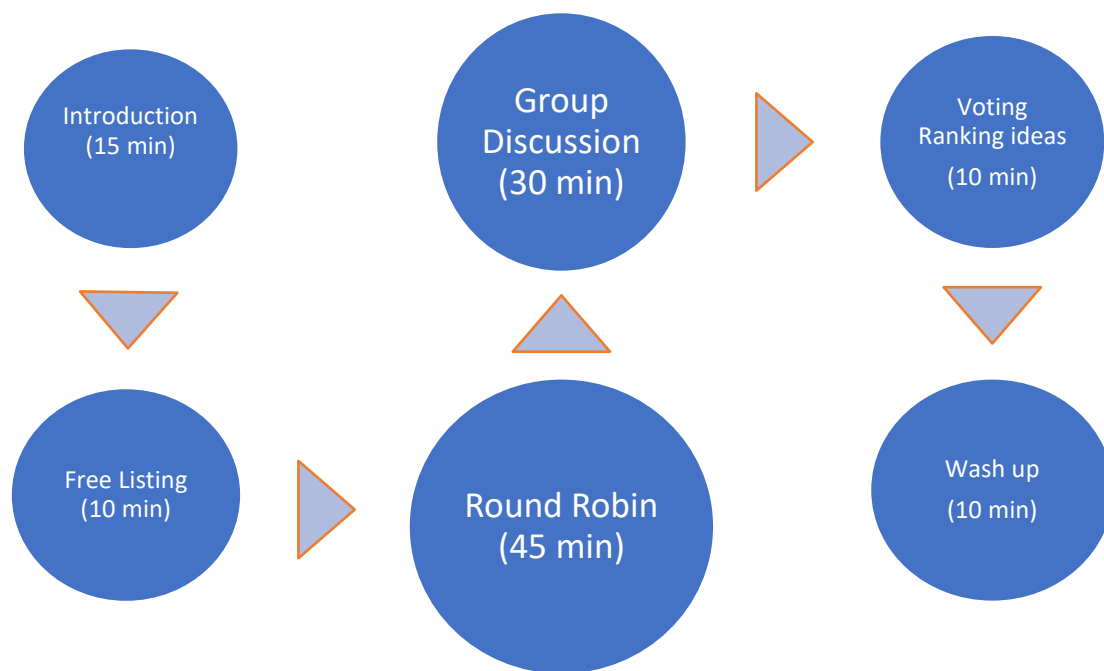 Introduction
(15 min)
Free Listing
(10 min)
Round Robin
(45 min)
Group
Discussion
(30 min)
Voting
Ranking ideas
(10 min)
Wash up
(10 min)